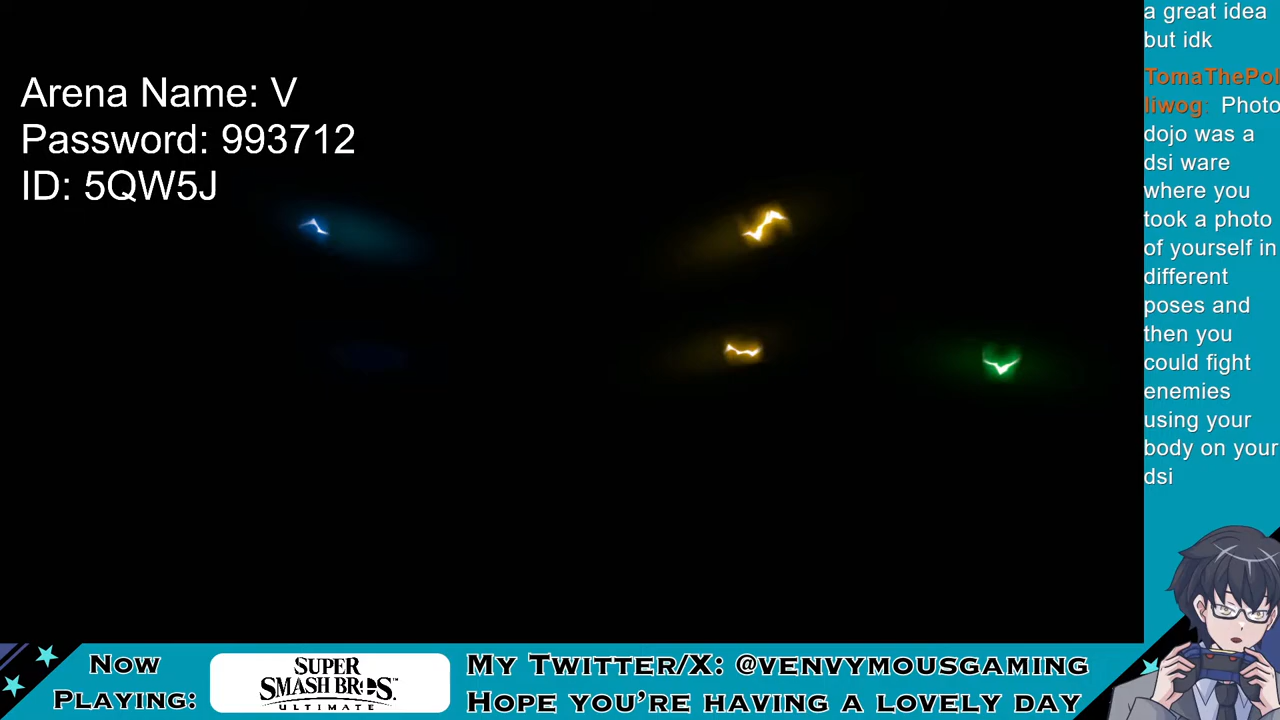 Arena Name: V
Password: 993712
ID: 5QW5J
a great idea
but idk
TomaThePol
liwog: Photo
dojo was a
dsi ware
where you
took a photo
of yourself in
different
poses and
then you
could fight
enemies
using your
body on your
dsi
Now
Playing:
SUPER
SMASH BROS.™
ULTIMATE
My Twitter/X: @venvymousgaming
Hope you're having a lovely day